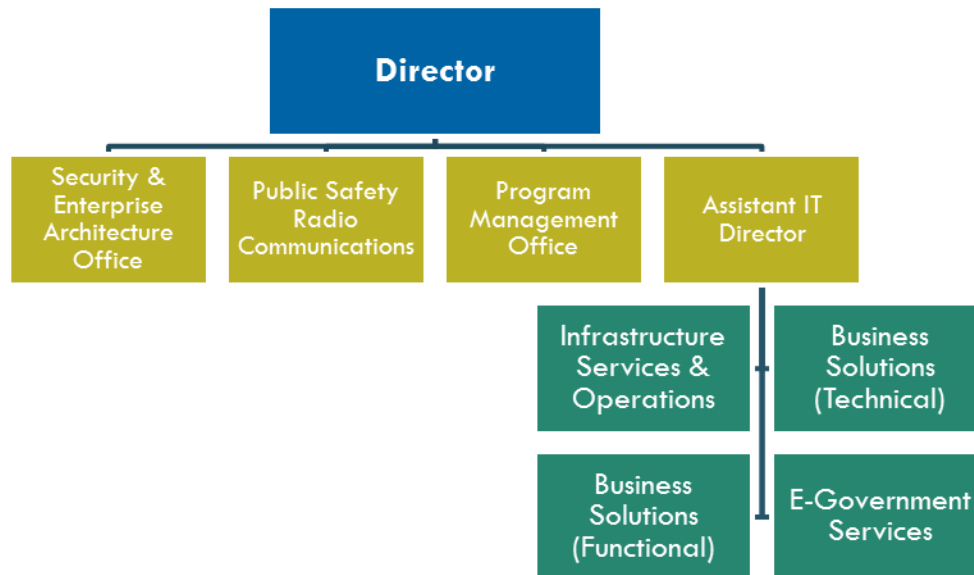 Director
Security &
Enterprise
Architecture
Office
Public Safety
Radio
Communications
Program
Management
Office
Assistant IT
Director
Infrastructure
Services &
Operations
Business
Solutions
(Technical)
Business
Solutions
(Functional)
E-Government
Services